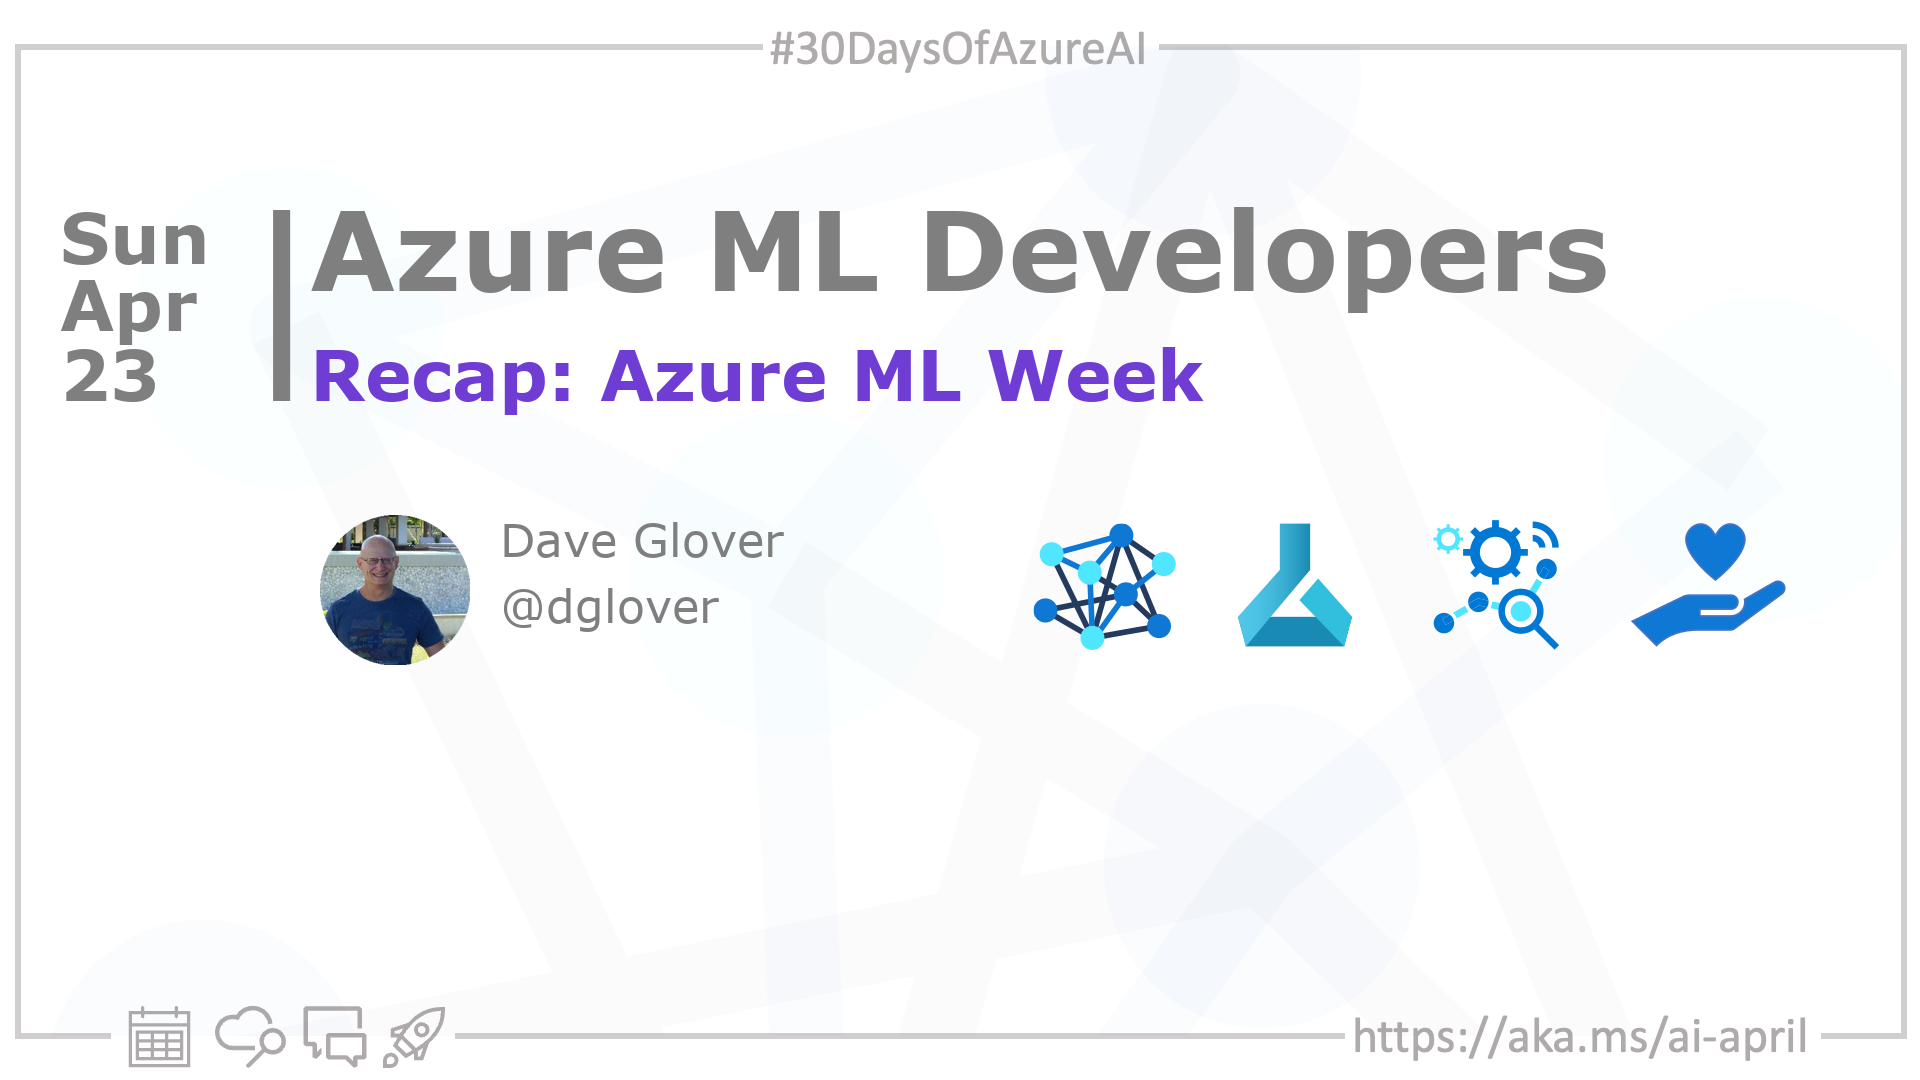 #30DaysOfAzureAI
Sun
Apr
23
Azure ML Developers
Recap: Azure ML Week
Dave Glover
@dglover
https://aka.ms/ai-april